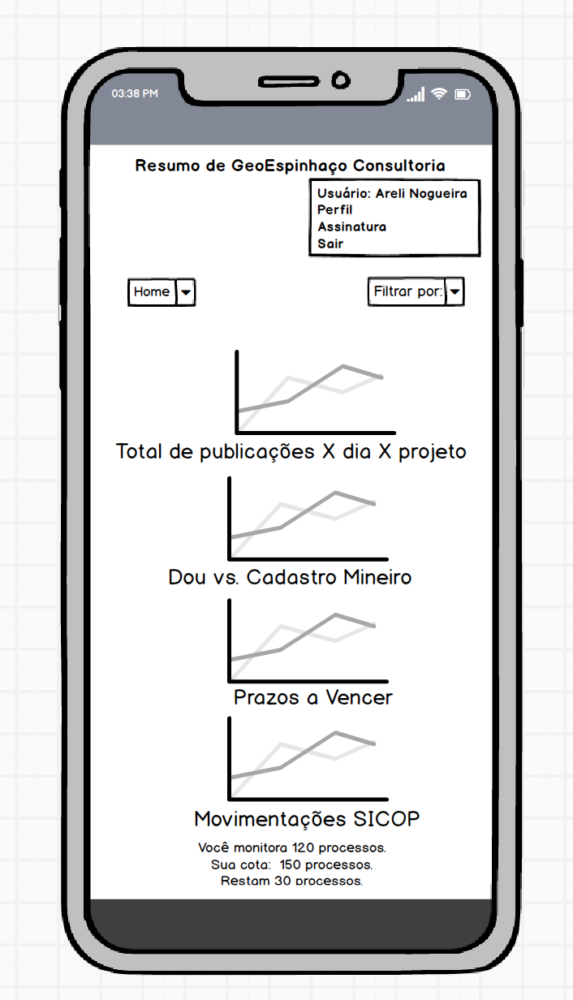 03:38 PM
Resumo de GeoEspinhaço Consultoria
Usuário: Areli Nogueira
Perfil
Assinatura
Sair
Home
Filtrar por:
Total de publicações X dia X projeto
Dou vs. Cadastro Mineiro
Prazos a Vencer
Movimentações SICOP
Você monitora 120 processos.
Sua cota: 150 processos.
Restam 30 processos.